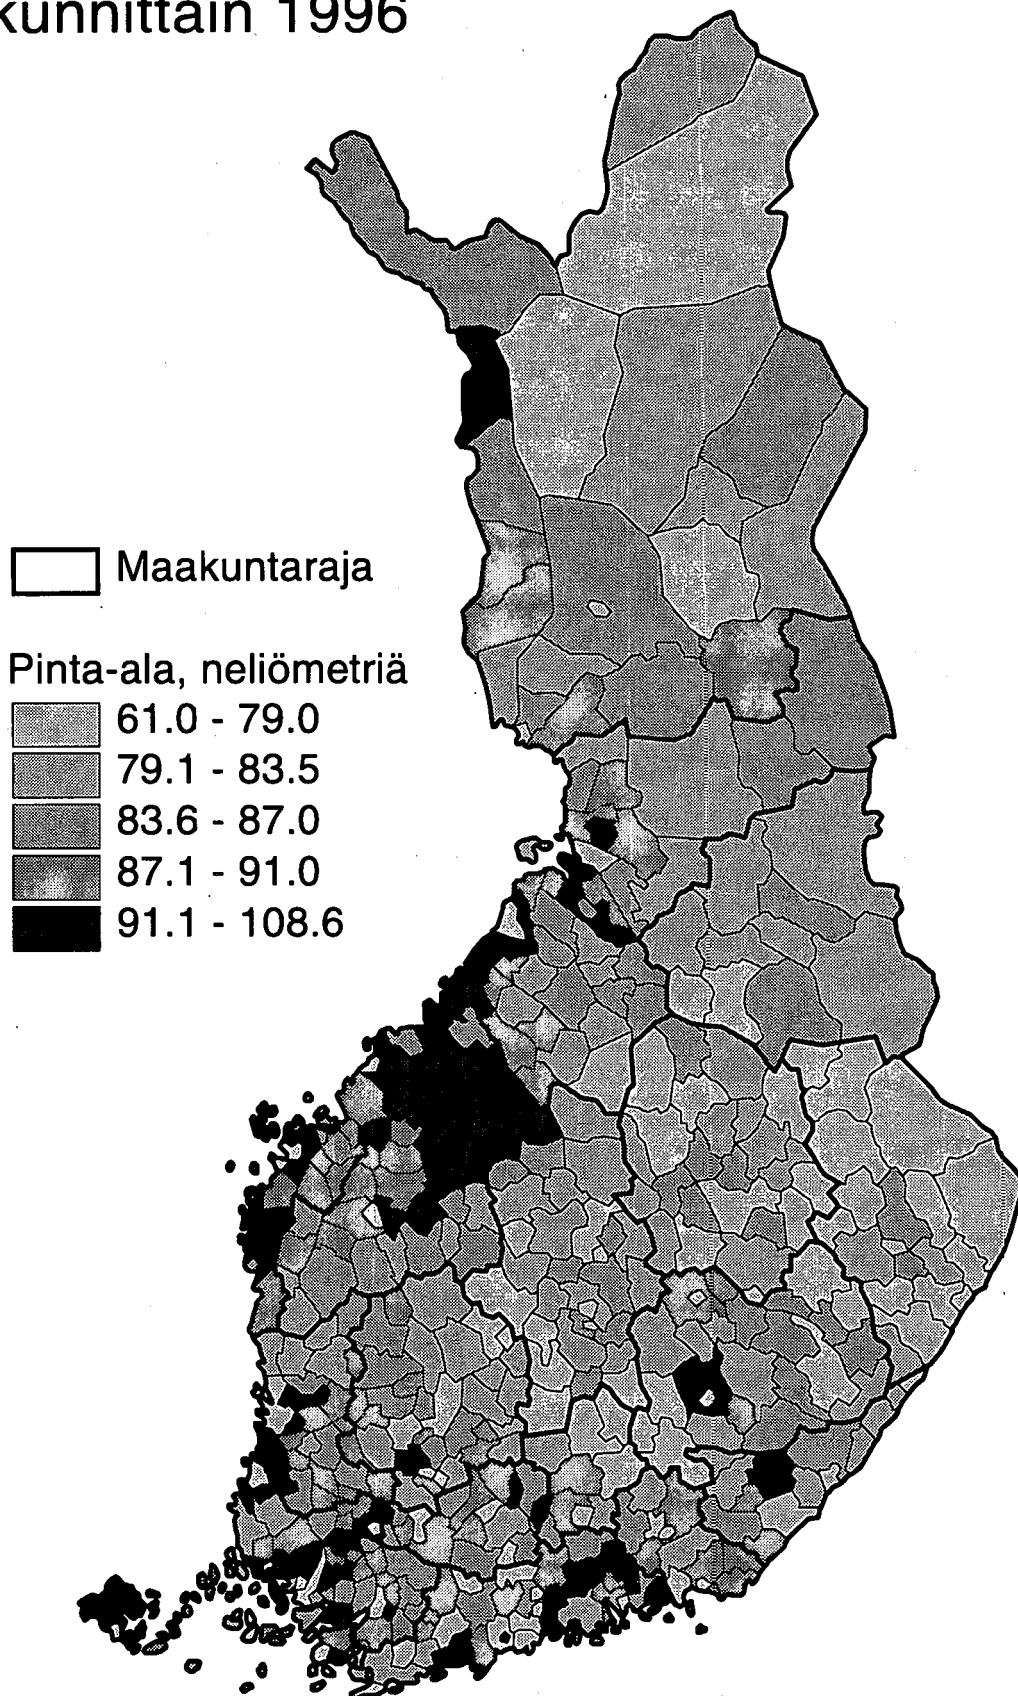 kunnittain 1996
Maakuntaraja
Pinta-ala, neliömetriä
61.0 - 79.0
79.1 - 83.5
83.6 - 87.0
87.1 - 91.0
91.1 - 108.6